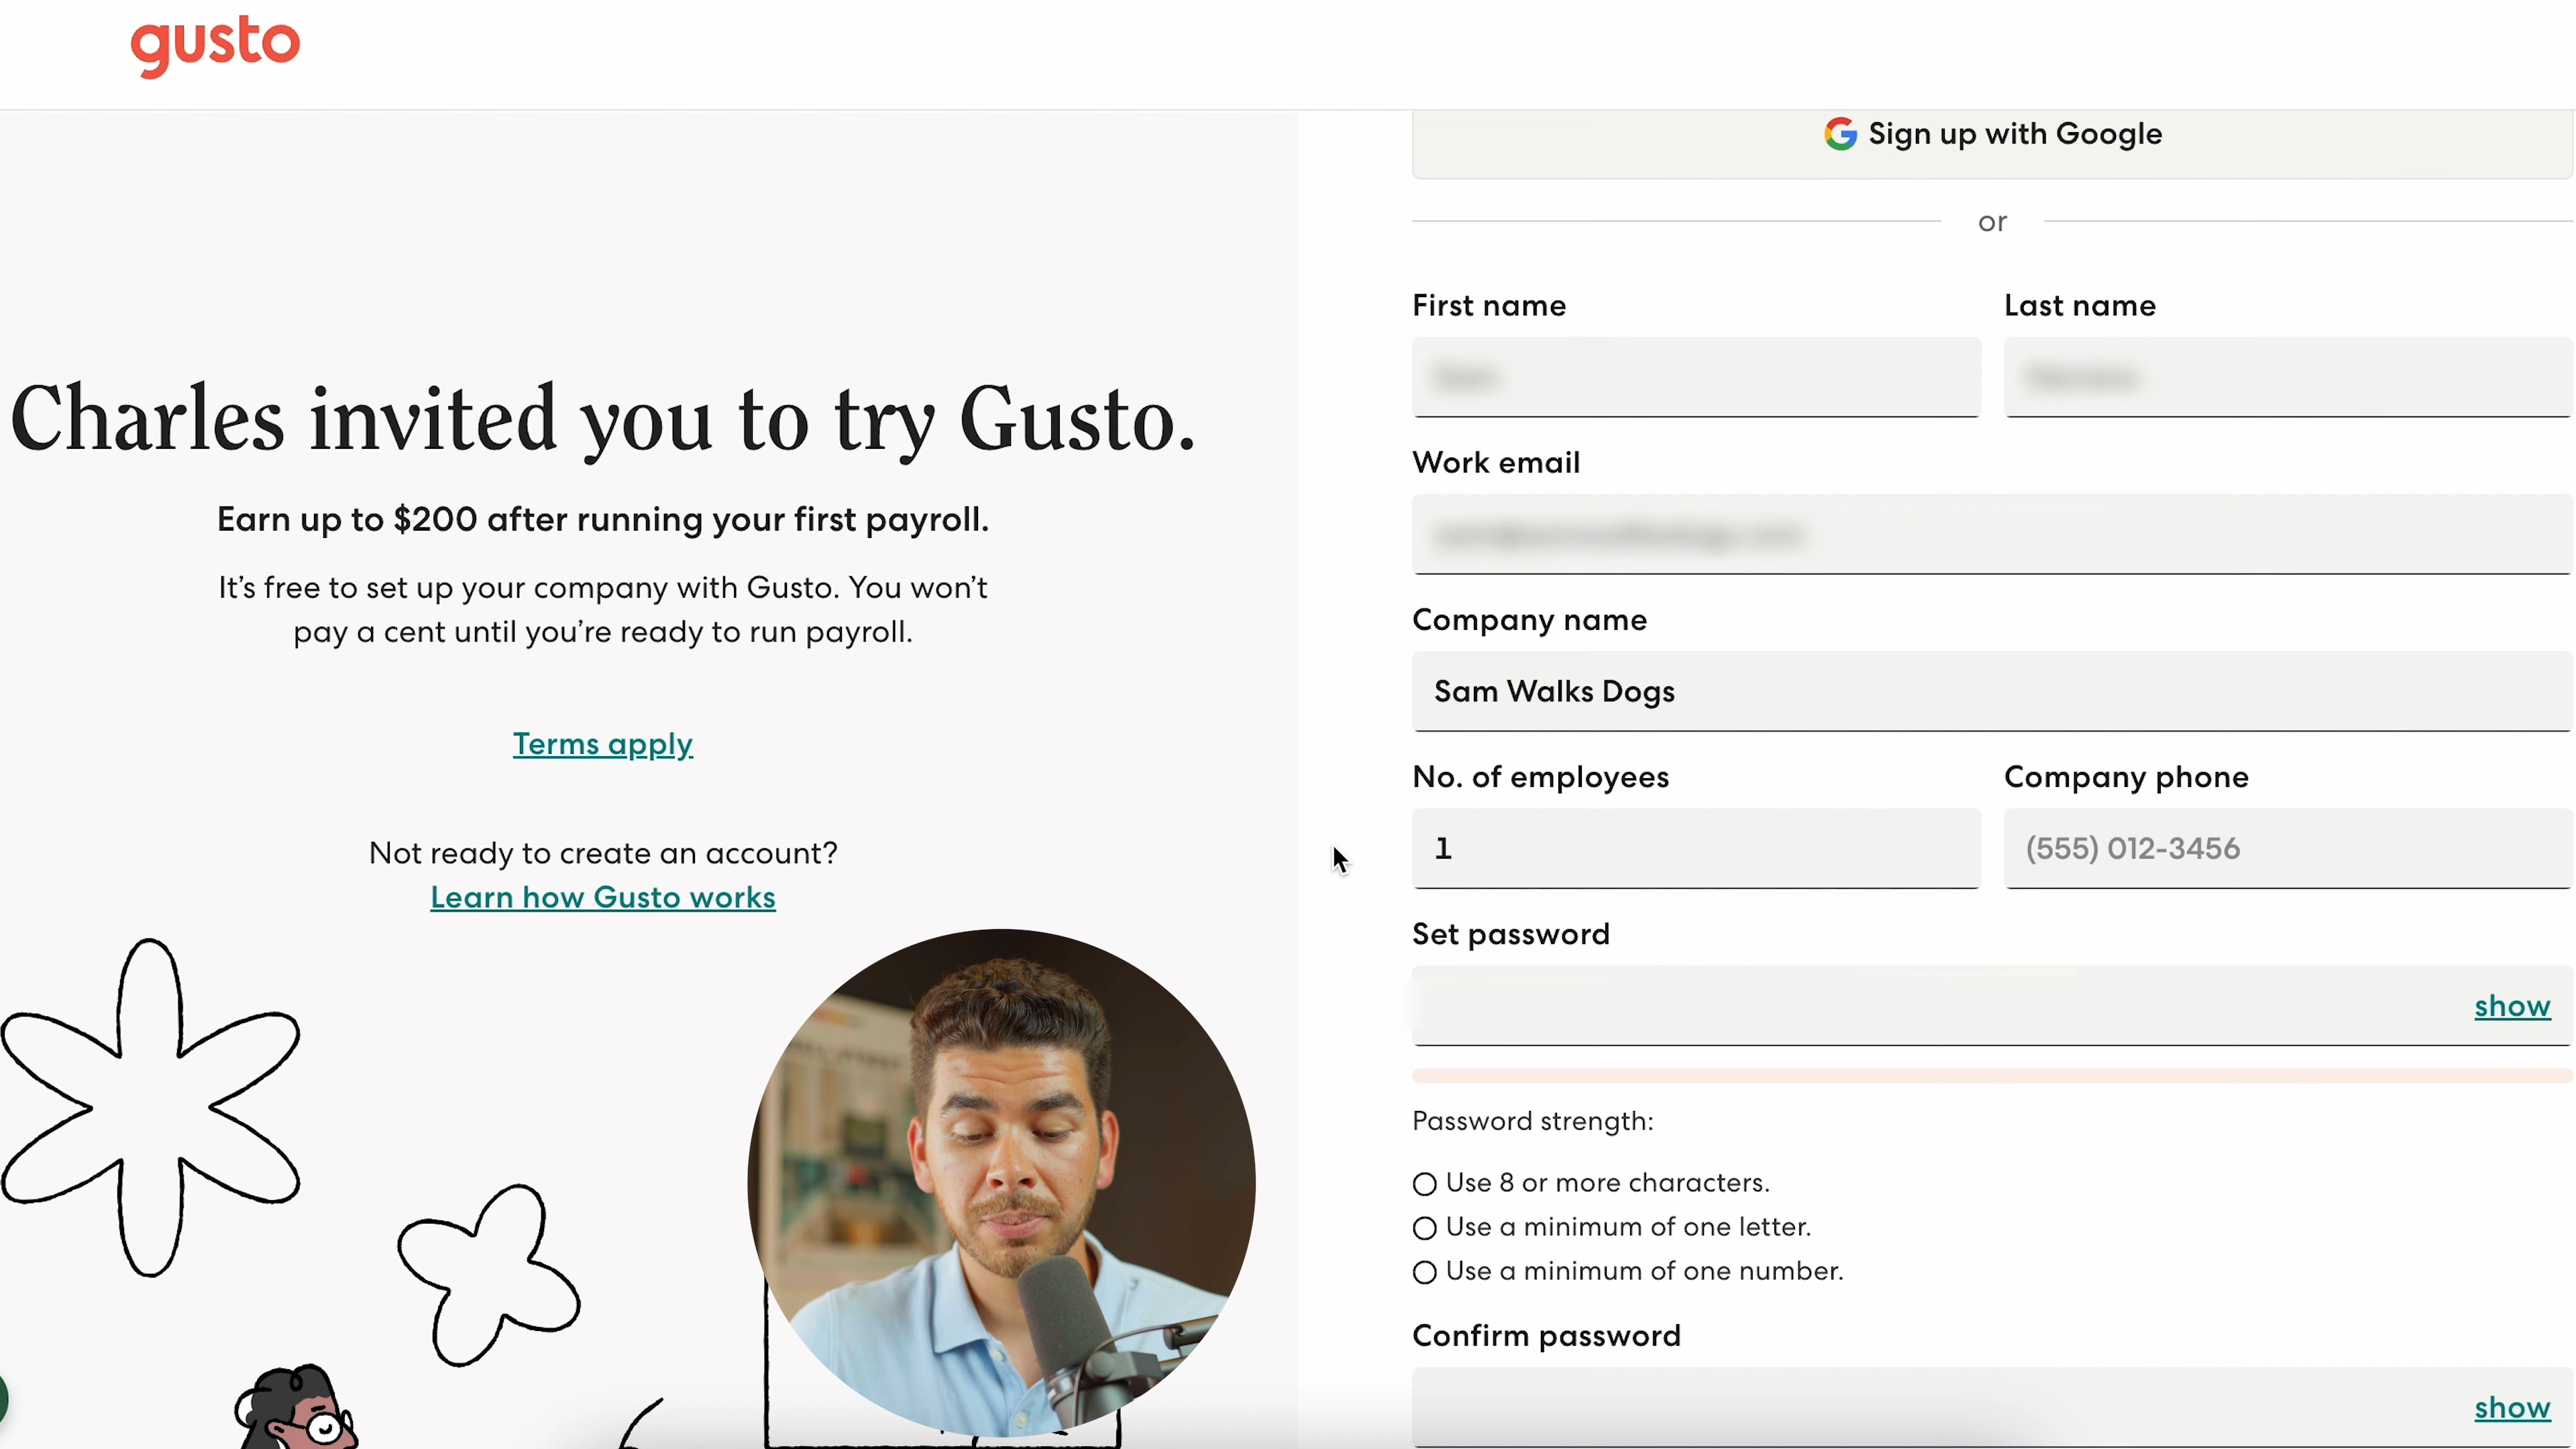 gusto
Charles invited you to try Gusto.
Earn up to $200 after running your first payroll.
It's free to set up your company with Gusto. You won't
pay a cent until you're ready to run payroll.
Terms apply
Not ready to create an account?
Learn how Gusto works
Sign up with Google
or
First name
Last name
Work email
Company name
Sam Walks Dogs
No. of employees
Company phone
1
(555) 012-3456
Set password
show
Password strength:
Use 8 or more characters.
Use a minimum of one letter.
Use a minimum of one number.
Confirm password
show